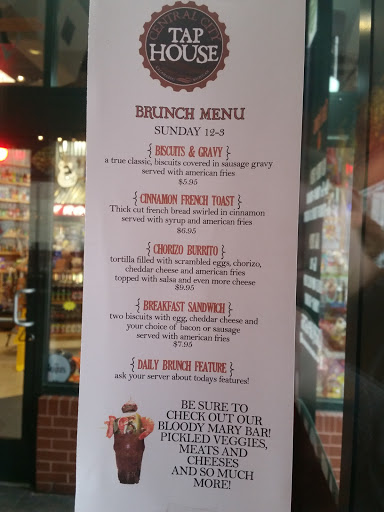 CENTRAL CITY
TAP
HOUSE
BRUNCH MENU
SUNDAY 12-3
{ BISCUITS & GRAVY }
a true classic, biscuits covered in sausage gravy
served with american fries
$5.95
{ CINNAMON FRENCH TOAST }
Thick cut french bread swirled in cinnamon
served with syrup and american fries
$6.95
{ CHORIZO BURRITO }
tortilla filled with scrambled eggs, chorizo,
cheddar cheese and american fries
topped with salsa and even more cheese
$9.95
{ BREAKFAST SANDWICH }
two biscuits with egg, cheddar cheese and
your choice of bacon or sausage
served with american fries
$7.95
{ DAILY BRUNCH FEATURE }
ask your server about todays features!
BE SURE TO
CHECK OUT OUR
BLOODY MARY BAR!
PICKLED VEGGIES,
MEATS AND
CHEESES
AND SO MUCH
MORE!